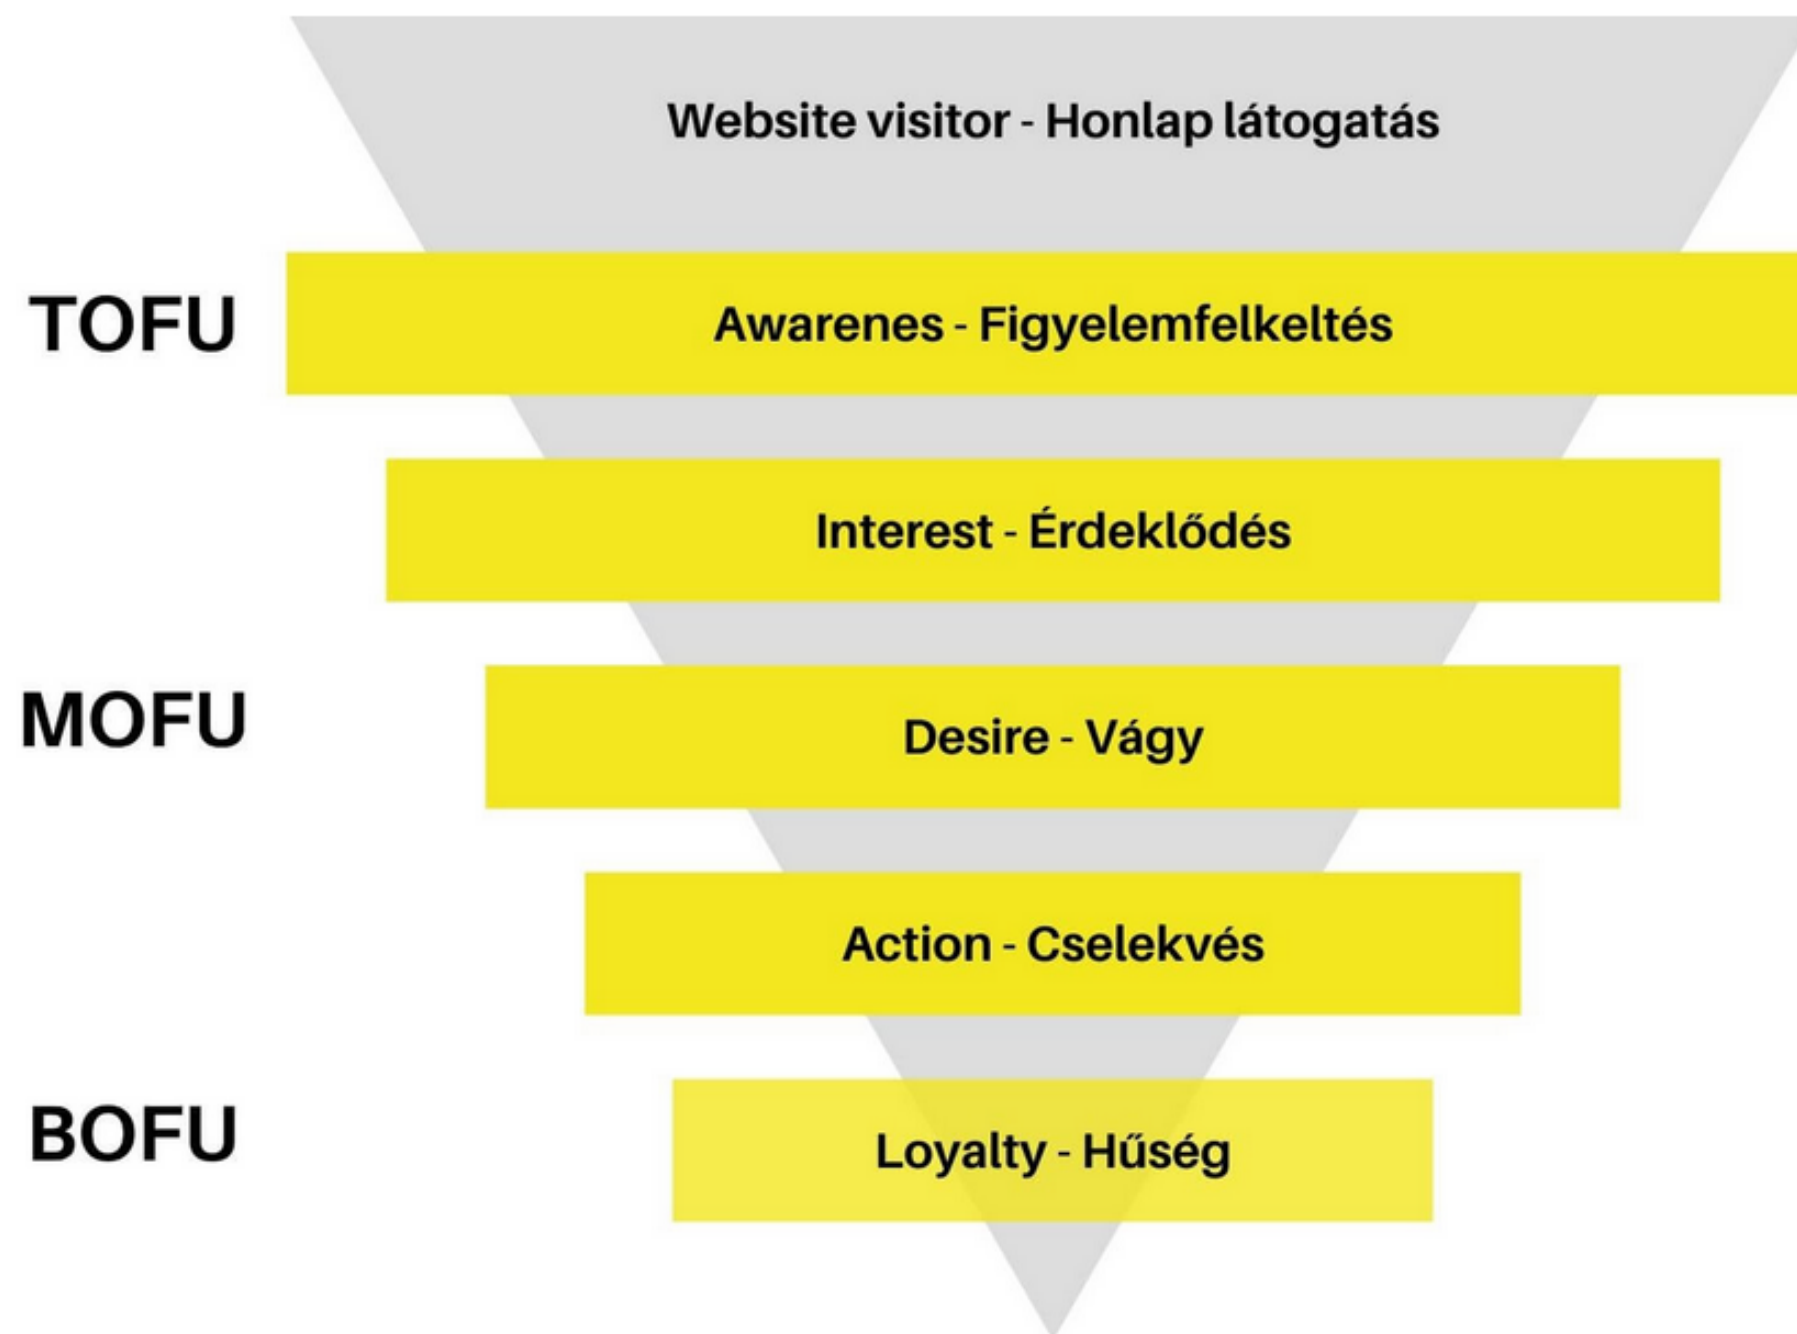 Website visitor - Honlap látogatás
TOFU
Awarenes - Figyelemfelkeltés
Interest - Érdeklődés
MOFU
Desire - Vágy
Action - Cselekvés
BOFU
Loyalty - Hűség